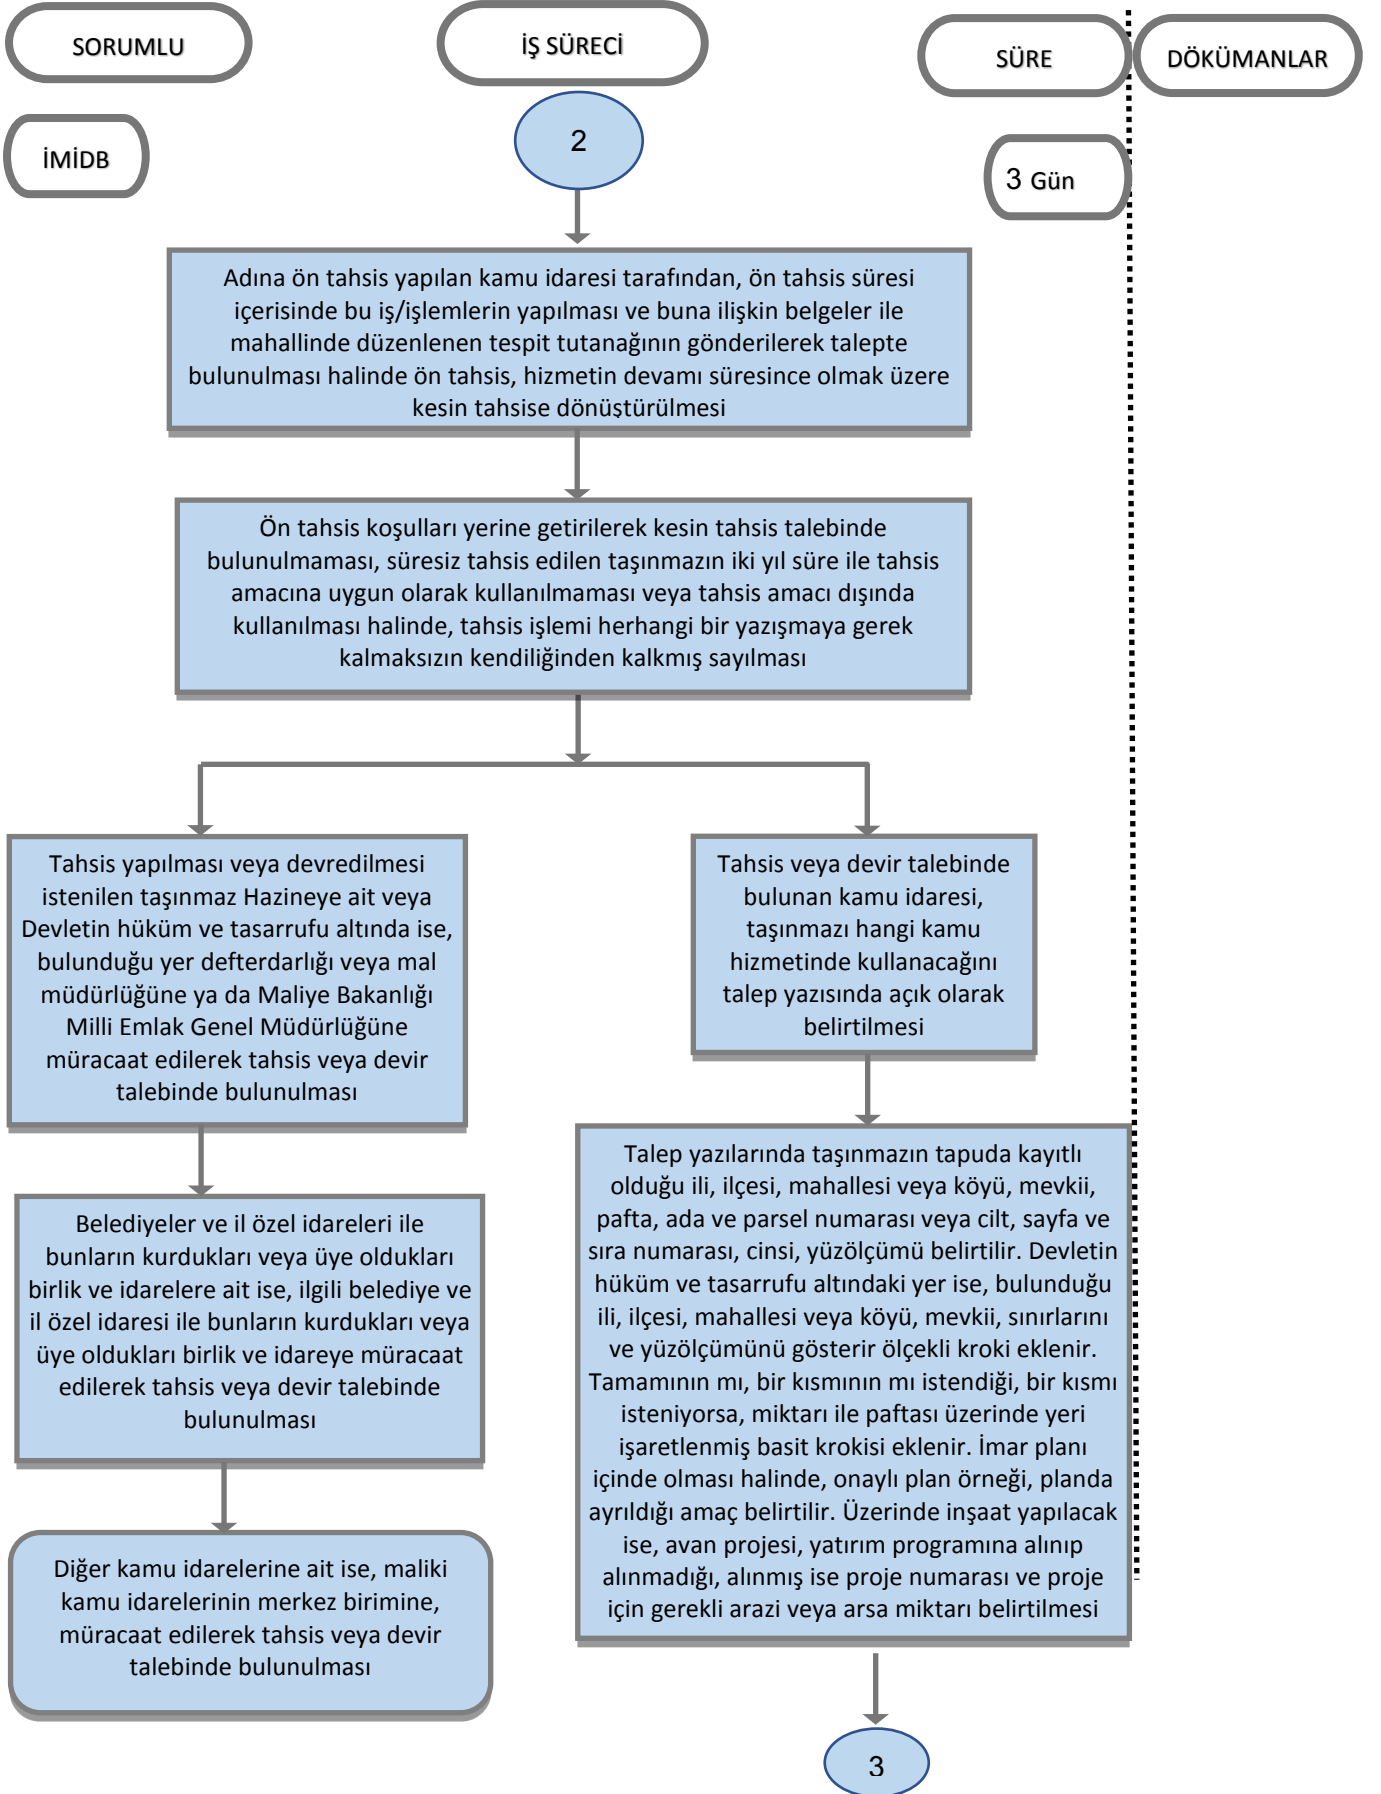 SORUMLU
İŞ SÜRECİ
SÜRE
DÖKÜMANLAR
İMİDB
2
3 Gün
Adına ön tahsis yapılan kamu idaresi tarafından, ön tahsis süresi
içerisinde bu iş/işlemlerin yapılması ve buna ilişkin belgeler ile
mahallinde düzenlenen tespit tutanağının gönderilerek talepte
bulunulması halinde ön tahsis, hizmetin devamı süresince olmak üzere
kesin tahsise dönüştürülmesi
Ön tahsis koşulları yerine getirilerek kesin tahsis talebinde
bulunulmaması, süresiz tahsis edilen taşınmazın iki yıl süre ile tahsis
amacına uygun olarak kullanılmaması veya tahsis amacı dışında
kullanılması halinde, tahsis işlemi herhangi bir yazışmaya gerek
kalmaksızın kendiliğinden kalkmış sayılması
Tahsis yapılması veya devredilmesi
istenilen taşınmaz Hazineye ait veya
Devletin hüküm ve tasarrufu altında ise,
bulunduğu yer defterdarlığı veya mal
müdürlüğüne ya da Maliye Bakanlığı
Milli Emlak Genel Müdürlüğüne
müracaat edilerek tahsis veya devir
talebinde bulunulması
Tahsis veya devir talebinde
bulunan kamu idaresi,
taşınmazı hangi kamu
hizmetinde kullanacağını
talep yazısında açık olarak
belirtilmesi
Belediyeler ve il özel idareleri ile
bunların kurdukları veya üye oldukları
birlik ve idarelere ait ise, ilgili belediye ve
il özel idaresi ile bunların kurdukları veya
üye oldukları birlik ve idareye müracaat
edilerek tahsis veya devir talebinde
bulunulması
Talep yazılarında taşınmazın tapuda kayıtlı
olduğu ili, ilçesi, mahallesi veya köyü, mevkii,
pafta, ada ve parsel numarası veya cilt, sayfa ve
sıra numarası, cinsi, yüzölçümü belirtilir. Devletin
hüküm ve tasarrufu altındaki yer ise, bulunduğu
ili, ilçesi, mahallesi veya köyü, mevkii, sınırlarını
ve yüzölçümünü gösterir ölçekli kroki eklenir.
Tamamının mı, bir kısmının mı istendiği, bir kısmı
isteniyorsa, miktarı ile paftası üzerinde yeri
işaretlenmiş basit krokisi eklenir. İmar planı
içinde olması halinde, onaylı plan örneği, planda
ayrıldığı amaç belirtilir. Üzerinde inşaat yapılacak
ise, avan projesi, yatırım programına alınıp
alınmadığı, alınmış ise proje numarası ve proje
için gerekli arazi veya arsa miktarı belirtilmesi
Diğer kamu idarelerine ait ise, maliki
kamu idarelerinin merkez birimine,
müracaat edilerek tahsis veya devir
talebinde bulunulması
3